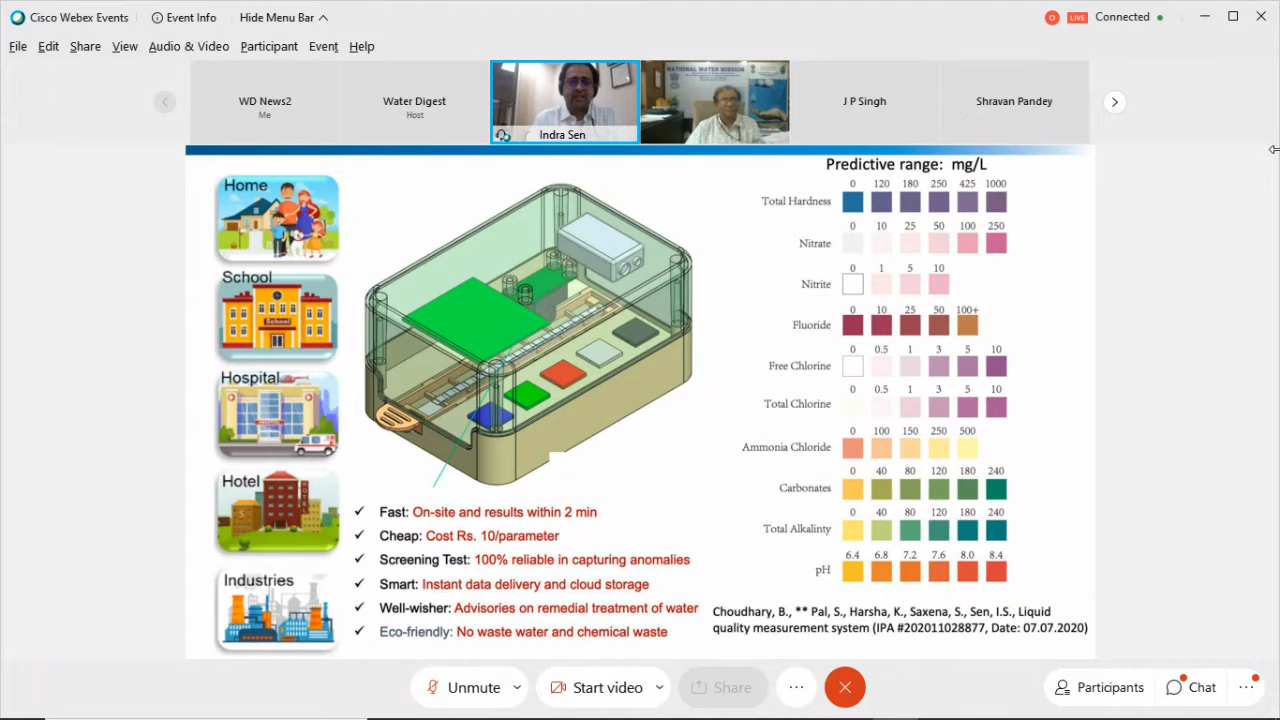 Cisco Webex Events
Event Info
Hide Menu Bar
LIVE
Connected
File Edit Share View Audio & Video Participant Event Help
WD News2
Me
Water Digest
Host
Indra Sen
NATIONAL WATER MISSION
J P Singh
Shravan Pandey
Home
School
School
Hospital
HOSPITAL
Hotel
HOTEL
Industries
Fast: On-site and results within 2 min
Cheap: Cost Rs. 10/parameter
Screening Test: 100% reliable in capturing anomalies
Smart: Instant data delivery and cloud storage
Well-wisher: Advisories on remedial treatment of water
Eco-friendly: No waste water and chemical waste
Predictive range: mg/L
0 120 180 250 425 1000
Total Hardness
0 10 25 50 100 250
Nitrate
0 1 5 10
Nitrite
0 10 25 50 100+
Fluoride
0 0.5 1 3 5 10
Free Chlorine
0 0.5 1 3 5 10
Total Chlorine
0 100 150 250 500
Ammonia Chloride
0 40 80 120 180 240
Carbonates
0 40 80 120 180 240
Total Alkalinty
6.4 6.8 7.2 7.6 8.0 8.4
pH
Choudhary, B., ** Pal, S., Harsha, K., Saxena, S., Sen, I.S., Liquid
quality measurement system (IPA #202011028877, Date: 07.07.2020)
Unmute
Start video
Share
Participants
Chat